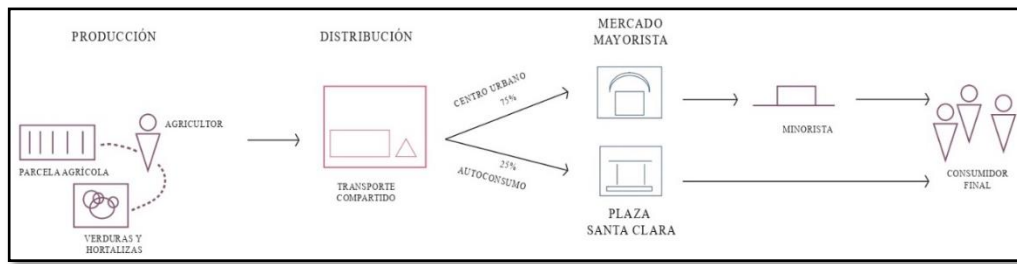 PRODUCCIÓN
AGRICULTOR
PARCELA AGRÍCOLA
VERDURAS Y
HORTALIZAS
DISTRIBUCIÓN
TRANSPORTE
COMPARTIDO
CENTRO URBANO
75%
25%
AUTOCONSUMO
MERCADO
MAYORISTA
PLAZA
SANTA CLARA
MINORISTA
CONSUMIDOR
FINAL